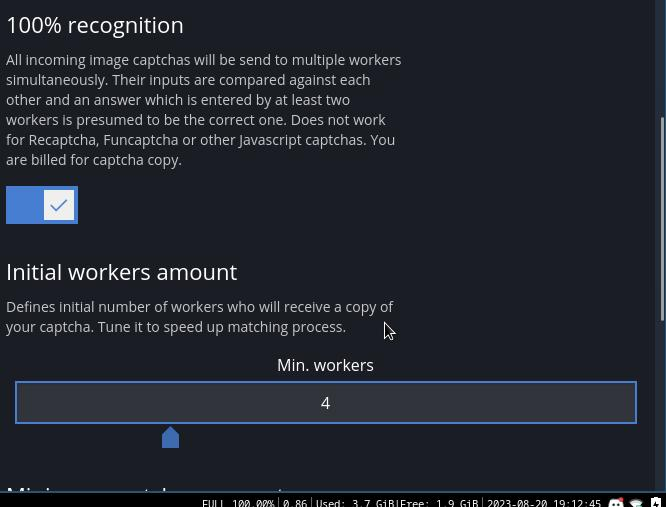 100% recognition
All incoming image captchas will be send to multiple workers
simultaneously. Their inputs are compared against each
other and an answer which is entered by at least two
workers is presumed to be the correct one. Does not work
for Recaptcha, Funcaptcha or other Javascript captchas. You
are billed for captcha copy.
Initial workers amount
Defines initial number of workers who will receive a copy of
your captcha. Tune it to speed up matching process.
Min. workers
4
FULL 100.00%|0.86|Used: 3.7 GiB|Free: 1.9 GiB|2023-08-20 19:12:45